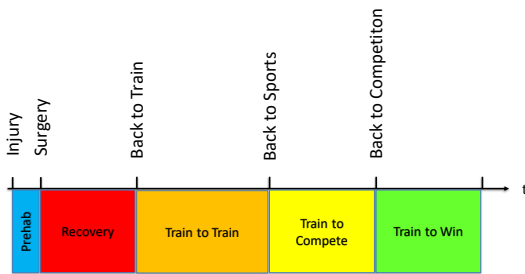 Injury
Surgery
Back to Train
Back to Sports
Back to Competiton
t
Prehab
Recovery
Train to Train
Train to
Compete
Train to Win